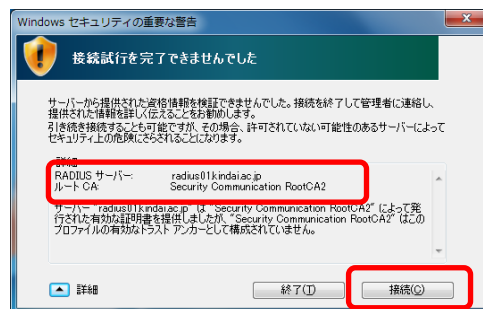 Windows セキュリティの重要な警告
接続試行を完了できませんでした
サーバーから提供された資格情報を検証できませんでした。接続を終了して管理者に連絡し、
提供された情報を詳しく伝えることをお勧めします。
引き続き接続することも可能ですが、その場合、許可されていない可能性のあるサーバーによって
セキュリティ上の危険にさらされることになります。
詳細
RADIUS サーバー: radius01.kindai.ac.jp
ルート CA: Security Communication RootCA2
サーバー "radius01.kindai.ac.jp" は "Security Communication RootCA2" によって発
行された有効な証明書を提供しましたが、"Security Communication RootCA2" はこの
プロファイルの有効なトラスト アンカーとして構成されていません。
詳細
終了(T)
接続(C)